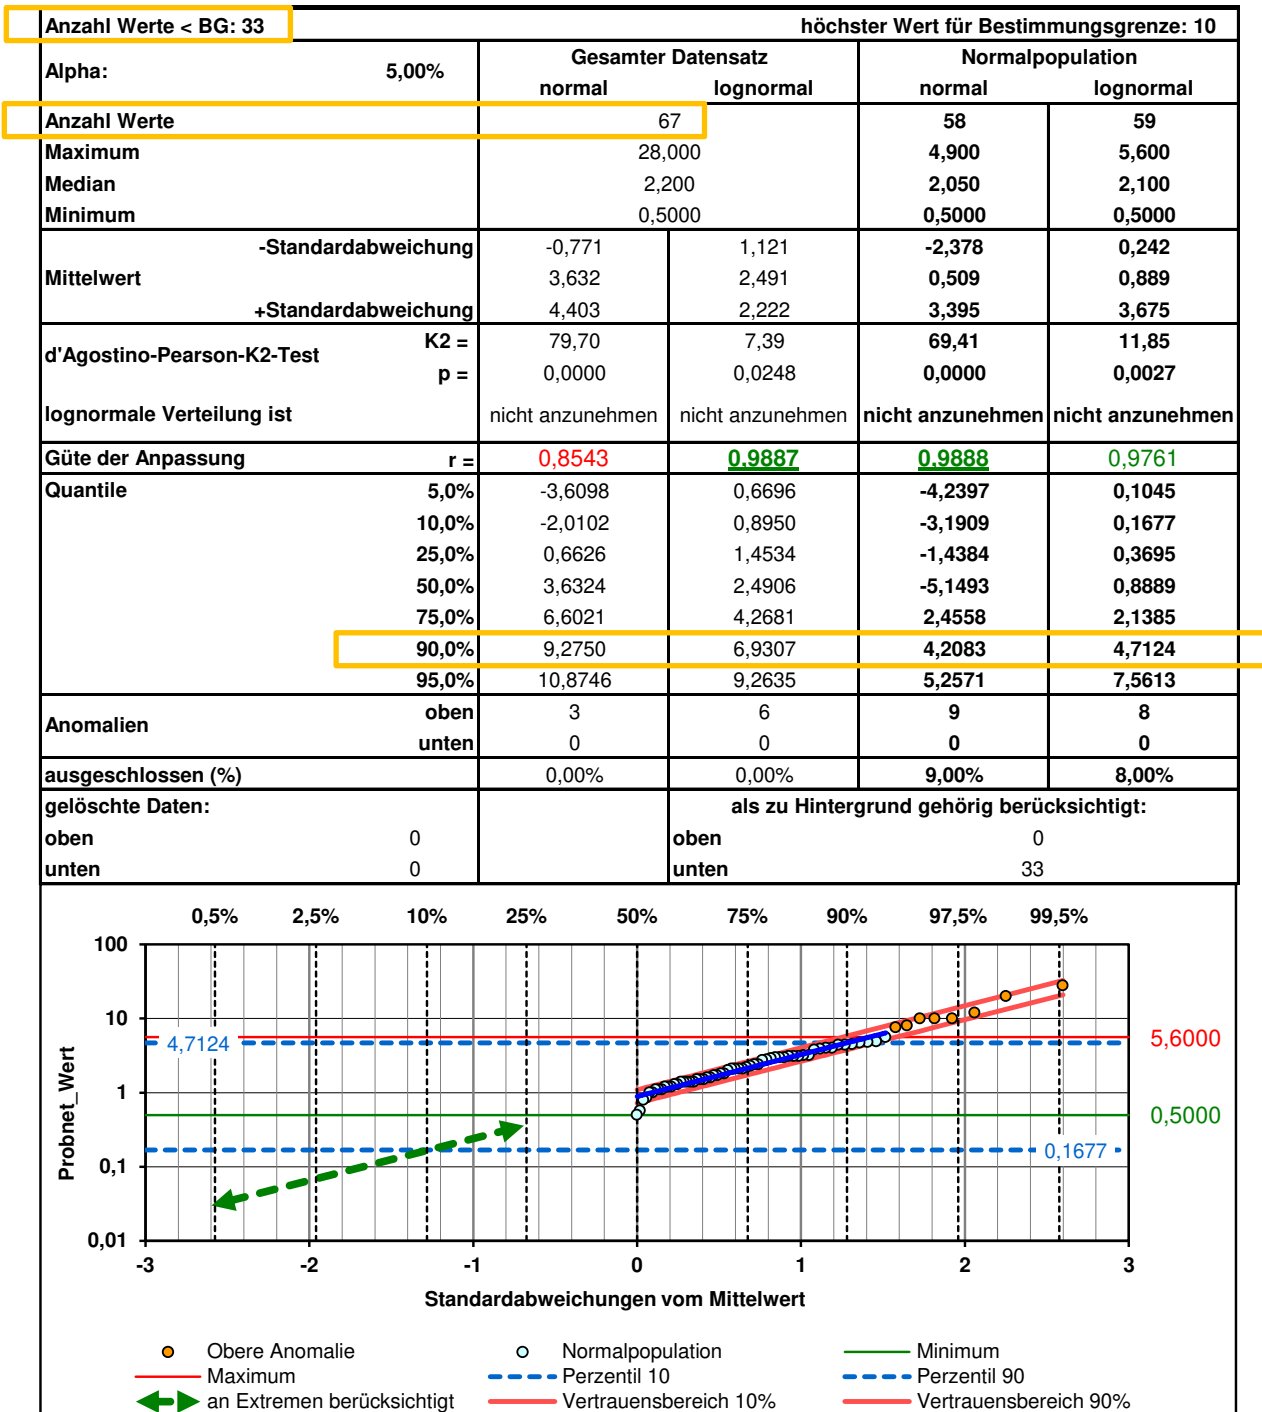 Anzahl Werte < BG: 33 höchster Wert für Bestimmungsgrenze: 10
Alpha: 5,00% Gesamter Datensatz Normalpopulation
normal lognormal normal lognormal
Anzahl Werte 67 58 59
Maximum 28,000 4,900 5,600
Median 2,200 2,050 2,100
Minimum 0,5000 0,5000 0,5000
-Standardabweichung -0,771 1,121 -2,378 0,242
Mittelwert 3,632 2,491 0,509 0,889
+Standardabweichung 4,403 2,222 3,395 3,675
d'Agostino-Pearson-K2-Test K2 = 79,70 7,39 69,41 11,85
p = 0,0000 0,0248 0,0000 0,0027
lognormale Verteilung ist nicht anzunehmen nicht anzunehmen nicht anzunehmen nicht anzunehmen
Güte der Anpassung r = 0,8543 0,9887 0,9888 0,9761
Quantile 5,0% -3,6098 0,6696 -4,2397 0,1045
10,0% -2,0102 0,8950 -3,1909 0,1677
25,0% 0,6626 1,4534 -1,4384 0,3695
50,0% 3,6324 2,4906 -5,1493 0,8889
75,0% 6,6021 4,2681 2,4558 2,1385
90,0% 9,2750 6,9307 4,2083 4,7124
95,0% 10,8746 9,2635 5,2571 7,5613
Anomalien oben 3 6 9 8
unten 0 0 0 0
ausgeschlossen (%) 0,00% 0,00% 9,00% 8,00%
gelöschte Daten: als zu Hintergrund gehörig berücksichtigt:
oben 0 oben 0
unten 0 unten 33
0,5% 2,5% 10% 25% 50% 75% 90% 97,5% 99,5%
100
10
1
0,1
0,01
4,7124
5,6000
0,5000
0,1677
Probnet_Wert
-3 -2 -1 0 1 2 3
Standardabweichungen vom Mittelwert
Obere Anomalie Normalpopulation Minimum
Maximum Perzentil 10 Perzentil 90
an Extremen berücksichtigt Vertrauensbereich 10% Vertrauensbereich 90%